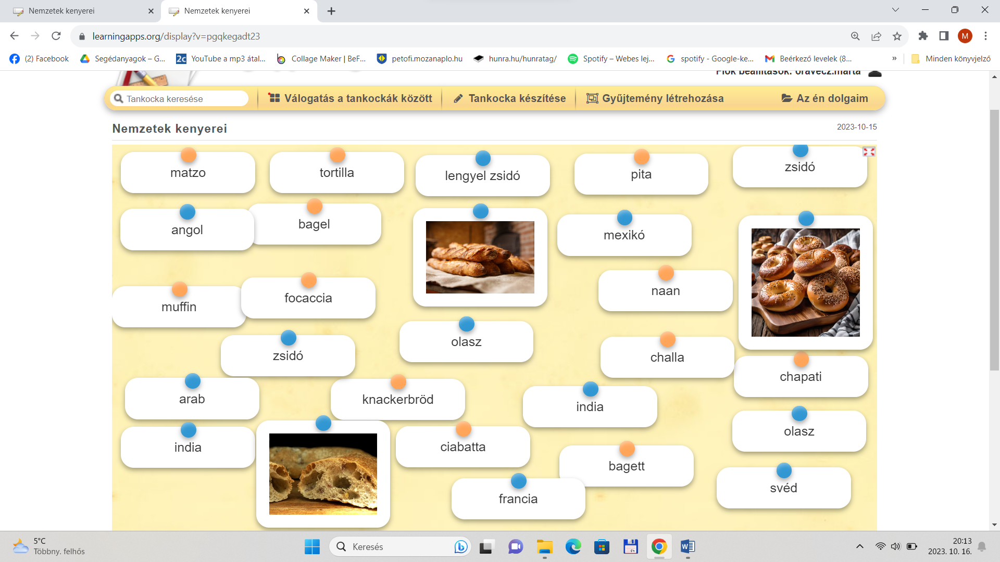 Nemzetek kenyerei
Nemzetek kenyerei
learningapps.org/display?v=pgqkegadt23
M
(2) Facebook
Segédanyagok – G...
YouTube a mp3 átal...
Collage Maker | BeF...
petofi.mozanaplo.hu
hunra.hu/hunratag/
Spotify – Webes lej...
spotify - Google-ke...
Beérkező levelek (8...
»
Minden könyvjelző
Fiók beállítások: oravecz.marta
Tankocka keresése
Válogatás a tankockák között
Tankocka készítése
Gyűjtemény létrehozása
Az én dolgaim
Nemzetek kenyerei
2023-10-15
matzo
tortilla
lengyel zsidó
pita
zsidó
angol
bagel
mexikó
muffin
focaccia
naan
zsidó
olasz
challa
chapati
arab
knackerbröd
india
olasz
india
ciabatta
bagett
francia
svéd
5°C
Többny. felhős
Keresés
20:13
2023. 10. 16.